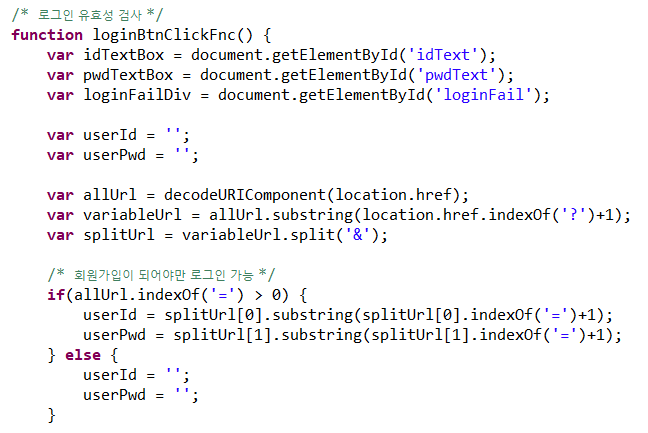 /* 로그인 유효성 검사 */
function loginBtnClickFnc() {
    var idTextBox = document.getElementById('idText');
    var pwdTextBox = document.getElementById('pwdText');
    var loginFailDiv = document.getElementById('loginFail');

    var userId = '';
    var userPwd = '';

    var allUrl = decodeURIComponent(location.href);
    var variableUrl = allUrl.substring(location.href.indexOf('?')+1);
    var splitUrl = variableUrl.split('&');

    /* 회원가입이 되어야만 로그인 가능 */
    if(allUrl.indexOf('=') > 0) {
        userId = splitUrl[0].substring(splitUrl[0].indexOf('=')+1);
        userPwd = splitUrl[1].substring(splitUrl[1].indexOf('=')+1);
    } else {
        userId = '';
        userPwd = '';
    }